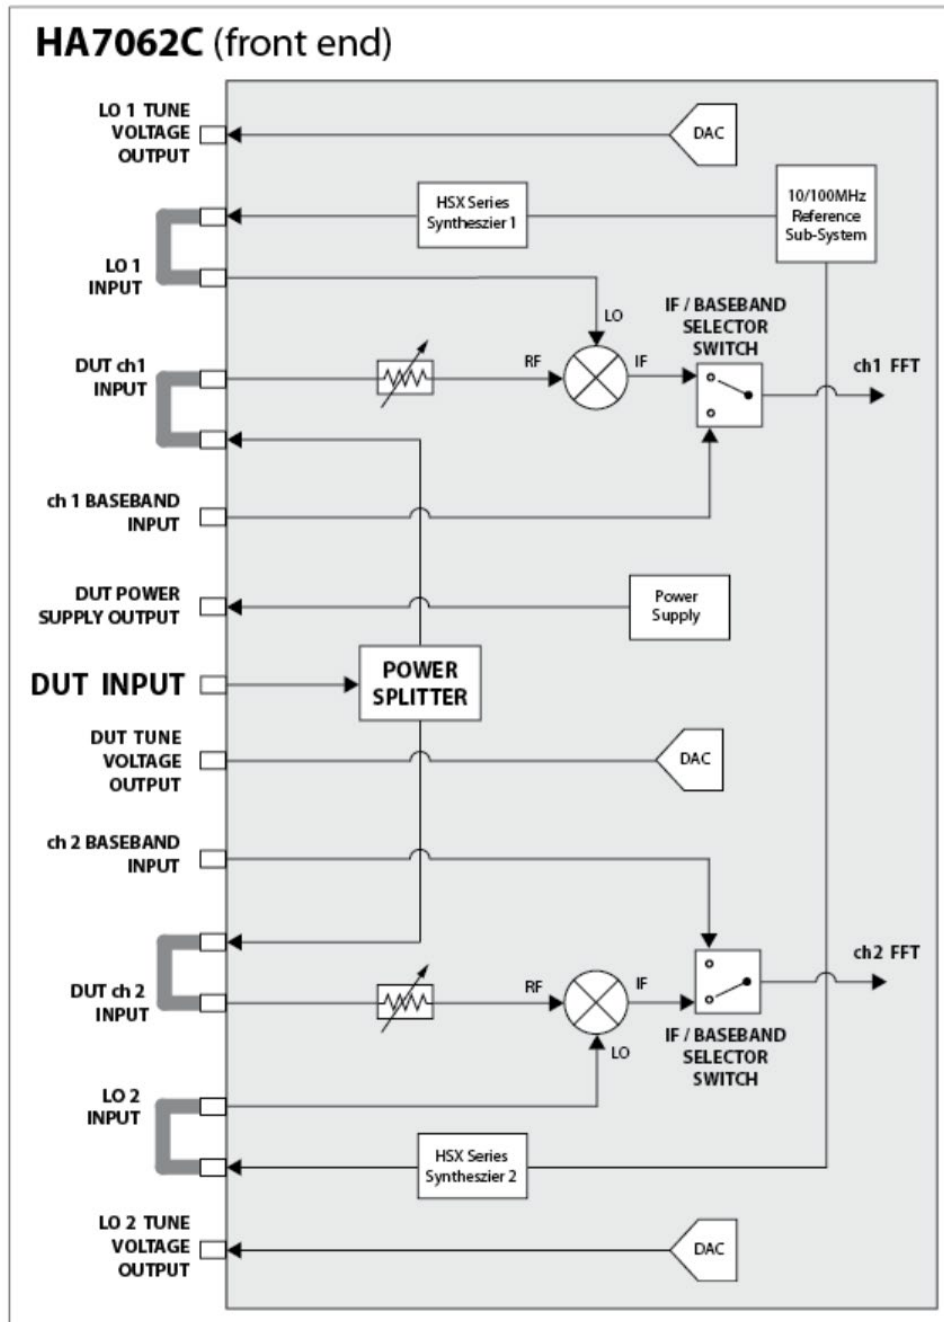 HA7062C (front end)
LO 1 TUNE
VOLTAGE
OUTPUT
DAC
HSX Series
Syntheszier 1
10/100MHz
Reference
Sub-System
LO 1
INPUT
LO
IF / BASEBAND
SELECTOR
SWITCH
DUT ch1
INPUT
RF
IF
ch1 FFT
ch 1 BASEBAND
INPUT
DUT POWER
SUPPLY OUTPUT
Power
Supply
DUT INPUT
POWER
SPLITTER
DUT TUNE
VOLTAGE
OUTPUT
DAC
ch 2 BASEBAND
INPUT
ch2 FFT
DUT ch 2
INPUT
RF
IF
LO
IF / BASEBAND
SELECTOR
SWITCH
LO 2
INPUT
HSX Series
Syntheszier 2
LO 2 TUNE
VOLTAGE
OUTPUT
DAC